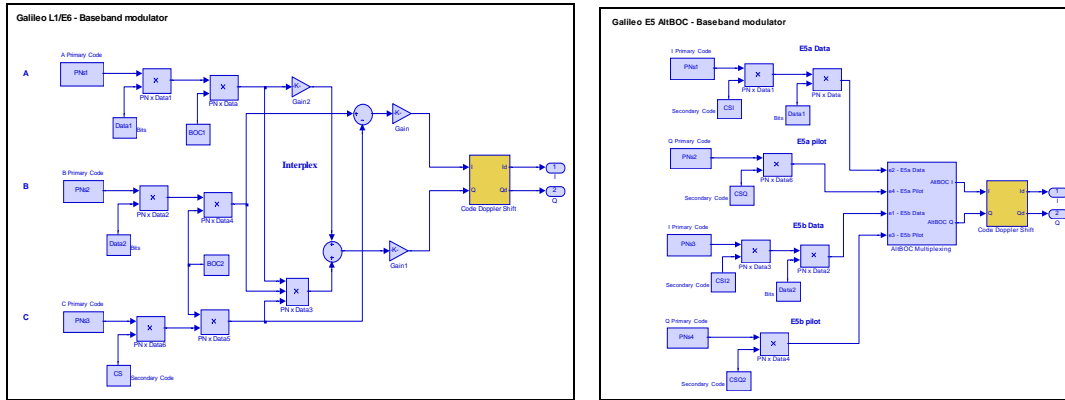 Galileo L1/E6 - Baseband modulator
A Primary Code
A
PNs1
×
PN x Data1
×
PN x Data
-K-
Gain2
Data1
Bits
BOC1
+
-
-K-
Gain
Interplex
B Primary Code
B
PNs2
×
PN x Data2
×
PN x Data4
Data2
Bits
BOC2
+
+
-K-
Gain1
I
Q
Id
Qd
Code Doppler Shift
1
I
2
Q
×
PN x Data3
C Primary Code
C
PNs3
×
PN x Data6
×
PN x Data5
CS
Secondary Code
Galileo E5 AltBOC - Baseband modulator
E5a Data
I Primary Code
PNs1
×
PN x Data1
×
PN x Data
Secondary Code
CSI
Bits
Data1
E5a pilot
Q Primary Code
PNs2
×
PN x Data6
CSQ
Secondary Code
e2 - E5a Data
e4 - E5a Pilot
e1 - E5b Data
e3 - E5b Pilot
AltBOC I
AltBOC Q
AltBOC Multiplexing
I
Q
Id
Qd
Code Doppler Shift
1
I
2
Q
E5b Data
I Primary Code
PNs3
×
PN x Data3
×
PN x Data2
CSI2
Secondary Code
Bits
Data2
E5b pilot
Q Primary Code
PNs4
×
PN x Data4
Secondary Code
CSQ2